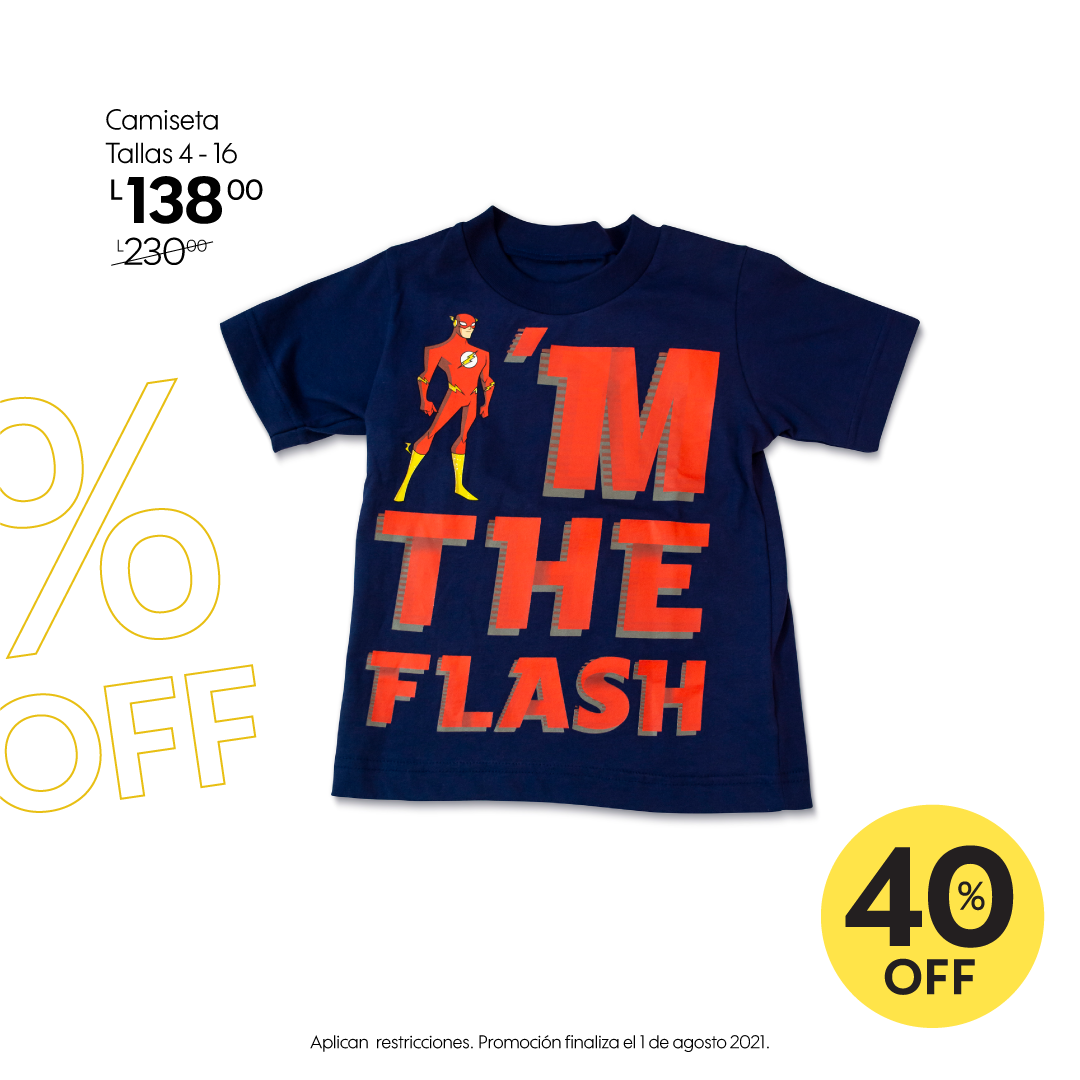 Camiseta
Tallas 4 - 16
L138.00
L230.00
'M
THE
FLASH
%
OFF
40%
OFF
Aplican restricciones. Promoción finaliza el 1 de agosto 2021.